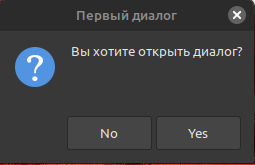 Первый диалог
Вы хотите открыть диалог?
No
Yes